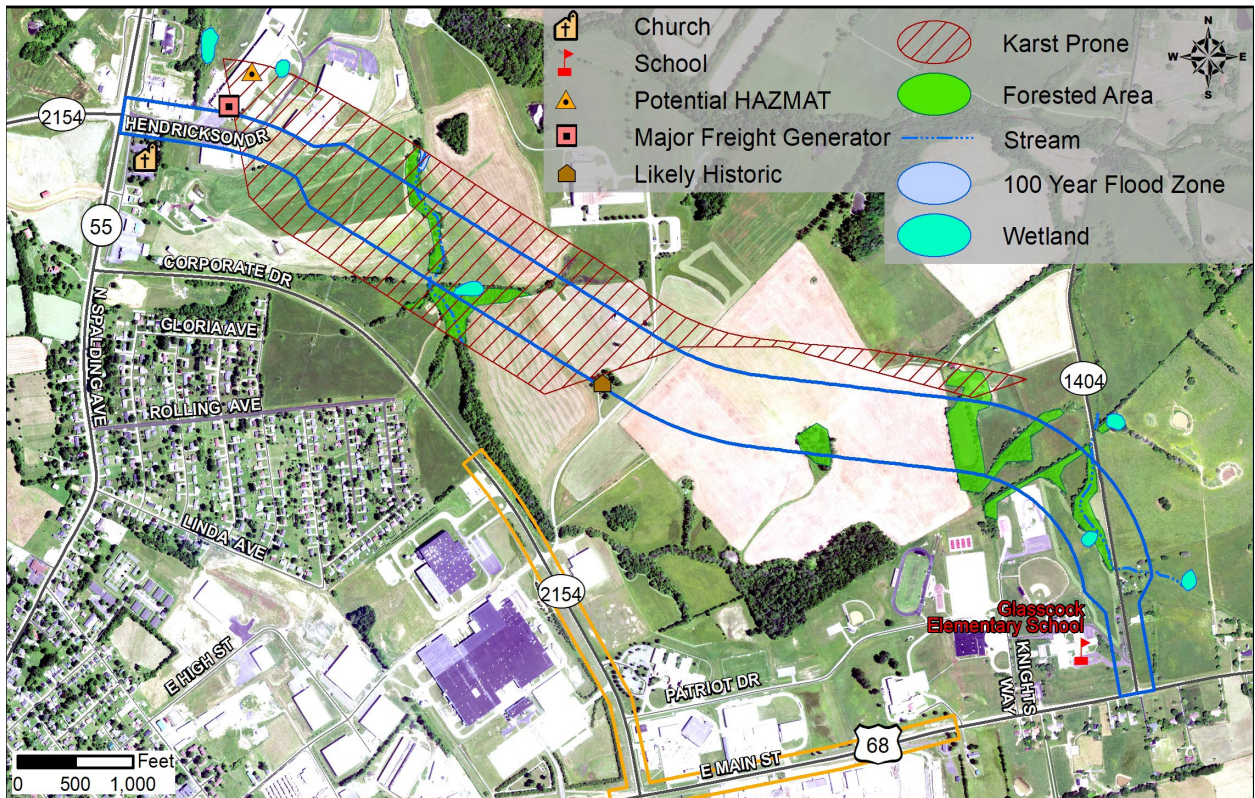 Church
School
Potential HAZMAT
Major Freight Generator
Likely Historic
Karst Prone
Forested Area
Stream
100 Year Flood Zone
Wetland
N
W E
S
2154
HENDRICKSON DR
55
CORPORATE DR
N SPALDING AVE
GLORIA AVE
ROLLING AVE
LINDA AVE
E HIGH ST
1404
2154
Glasscock
Elementary School
KNIGHTS
WAY
PATRIOT DR
68
E MAIN ST
Feet
0 500 1,000